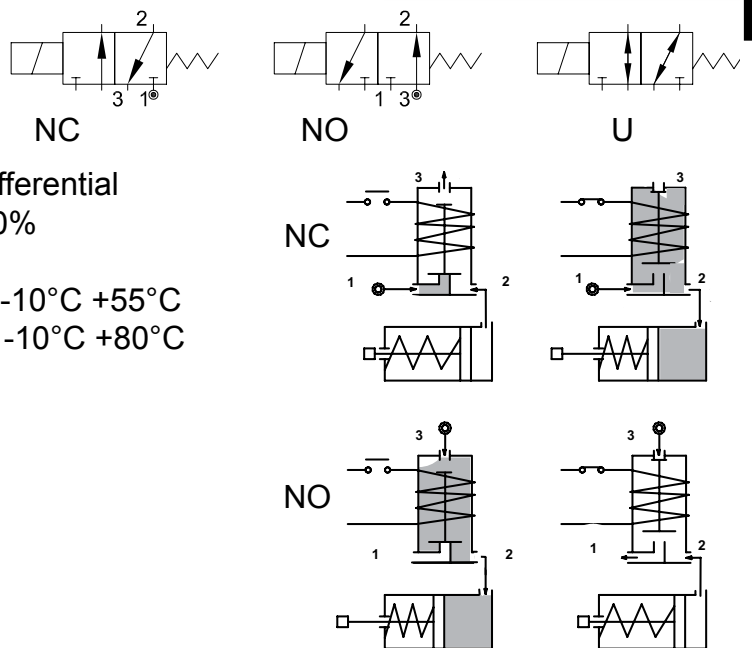 2 2
3 1 1 3
NC NO U
fferential
0%
-10°C +55°C
-10°C +80°C
NC
3 3
1 2 1 2
NO
3 3
1 2 1 2